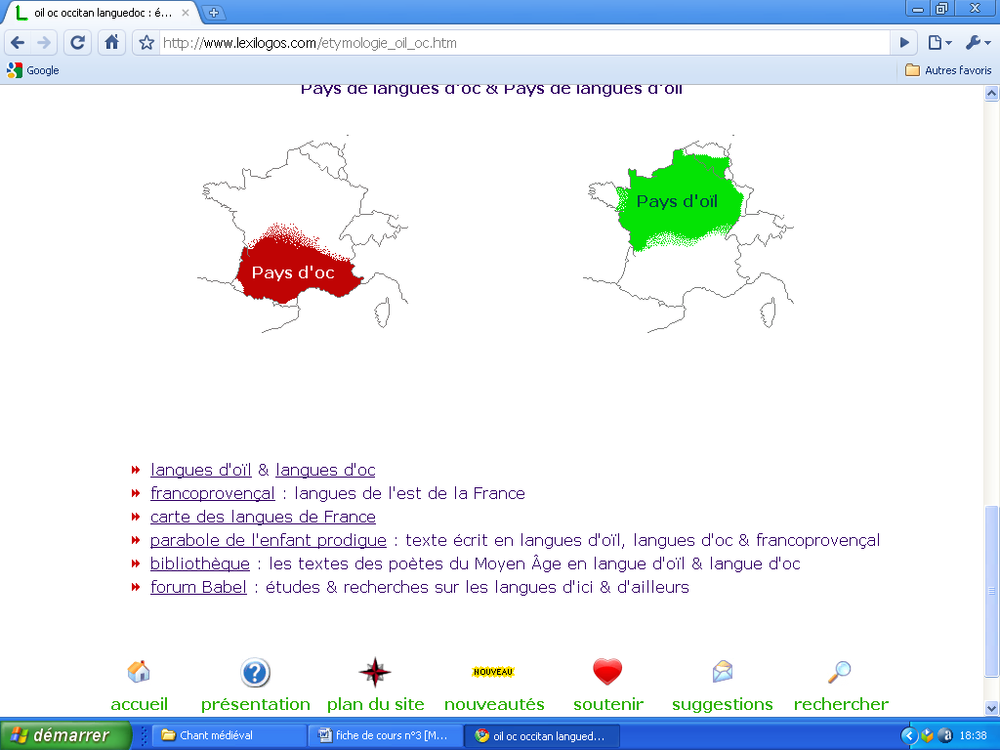 oil oc occitan languedoc : é...
http://www.lexilogos.com/etymologie_oil_oc.htm
Google
Autres favoris
Pays de langues d'oc & Pays de langues d'oïl
Pays d'oc
Pays d'oïl
langues d'oïl & langues d'oc
francoprovençal : langues de l'est de la France
carte des langues de France
parabole de l'enfant prodigue : texte écrit en langues d'oïl, langues d'oc & francoprovençal
bibliothèque : les textes des poètes du Moyen Âge en langue d'oïl & langue d'oc
forum Babel : études & recherches sur les langues d'ici & d'ailleurs
NOUVEAU
accueil présentation plan du site nouveautés soutenir suggestions rechercher
démarrer
Chant médiéval
fiche de cours n°3 [M...
oil oc occitan langued...
18:38